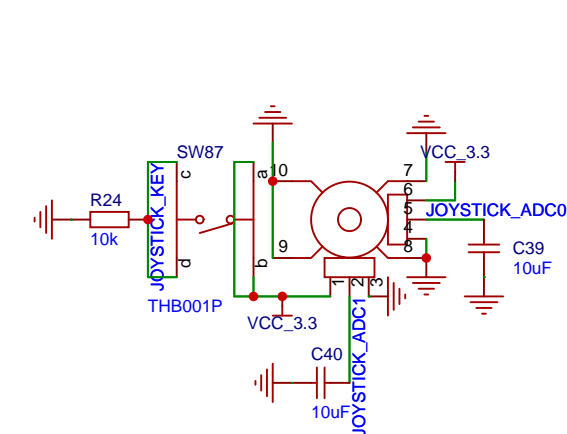 SW87
10
a
c
7
VCC_3.3
6
JOYSTICK_KEY
R24
5
JOYSTICK_ADC0
10k
4
9
8
C39
10uF
d
b
1
2
3
THB001P
VCC_3.3
JOYSTICK_ADC1
C40
10uF